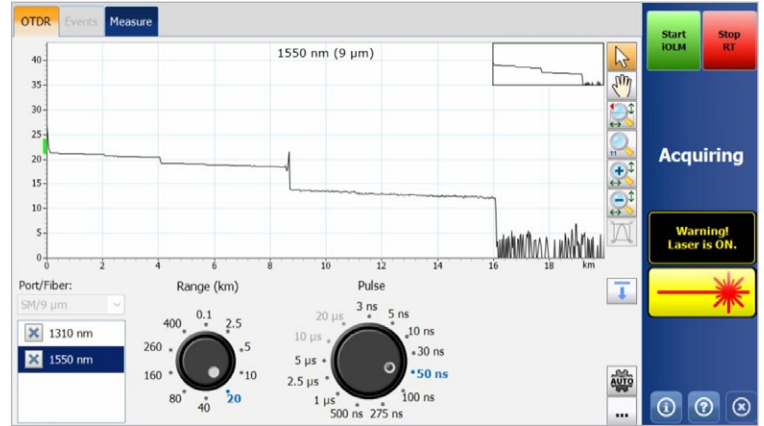 OTDR Events Measure
Start
iOLM
Stop
RT
1550 nm (9 µm)
40
35
30
25
20
15
10
5
0
0 2 4 6 8 10 12 14 16 18 km
Acquiring
Warning!
Laser is ON.
Port/Fiber:
SM/9 µm
1310 nm
1550 nm
Range (km)
0.1
2.5
5
10
20
40
80
160
260
400
Pulse
3 ns
5 ns
10 ns
30 ns
50 ns
100 ns
275 ns
500 ns
1 µs
2.5 µs
5 µs
10 µs
20 µs
AUTO